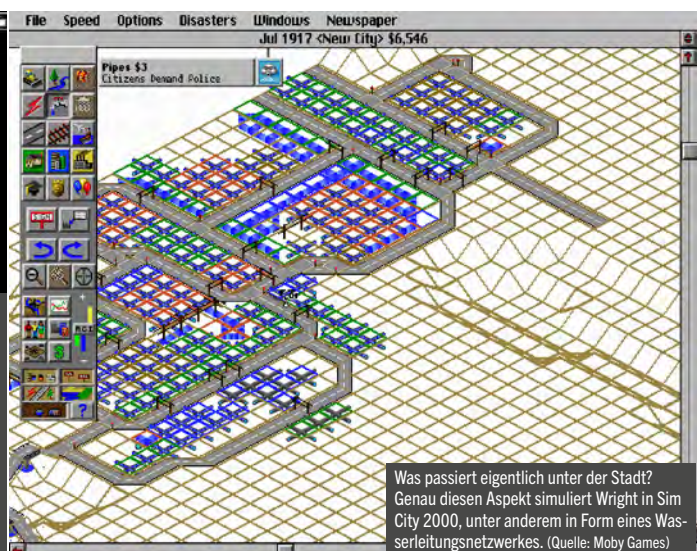 File Speed Options Disasters Windows Newspaper
Jul 1917 <New City> $6,546
Pipes $3
Citizens Demand Police
SIGN
R C I
?
Was passiert eigentlich unter der Stadt?
Genau diesen Aspekt simuliert Wright in Sim
City 2000, unter anderem in Form eines Was-
serleitungsnetzwerkes. (Quelle: Moby Games)